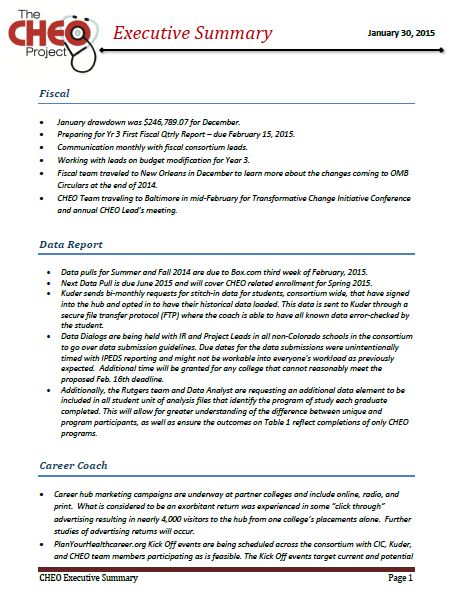 The
CHEO
Project
Executive Summary
January 30, 2015
Fiscal
• January drawdown was $246,789.07 for December.
• Preparing for Yr 3 First Fiscal Qtrly Report – due February 15, 2015.
• Communication monthly with fiscal consortium leads.
• Working with leads on budget modification for Year 3.
• Fiscal team traveled to New Orleans in December to learn more about the changes coming to OMB
Circulars at the end of 2014.
• CHEO Team traveling to Baltimore in mid-February for Transformative Change Initiative Conference
and annual CHEO Lead's meeting.
Data Report
• Data pulls for Summer and Fall 2014 are due to Box.com third week of February, 2015.
• Next Data Pull is due June 2015 and will cover CHEO related enrollment for Spring 2015.
• Kuder sends bi-monthly requests for stitch-in data for students, consortium wide, that have signed
into the hub and opted in to have their historical data loaded. This data is sent to Kuder through a
secure file transfer protocol (FTP) where the coach is able to have all known data error-checked by
the student.
• Data Dialogs are being held with IR and Project Leads in all non-Colorado schools in the consortium
to go over data submission guidelines. Due dates for the data submissions were unintentionally
timed with IPEDS reporting and might not be workable into everyone's workload as previously
expected. Additional time will be granted for any college that cannot reasonably meet the
proposed Feb. 16th deadline.
• Additionally, the Rutgers team and Data Analyst are requesting an additional data element to be
included in all student unit of analysis files that identify the program of study each graduate
completed. This will allow for greater understanding of the difference between unique and
program participants, as well as ensure the outcomes on Table 1 reflect completions of only CHEO
programs.
Career Coach
• Career hub marketing campaigns are underway at partner colleges and include online, radio, and
print. What is considered to be an exorbitant return was experienced in some "click through"
advertising resulting in nearly 4,000 visitors to the hub from one college's placements alone. Further
studies of advertising returns will occur.
• PlanYourHealthcareer.org Kick Off events are being scheduled across the consortium with CIC, Kuder,
and CHEO team members participating as is feasible. The Kick Off events target current and potential
CHEO Executive Summary
Page 1